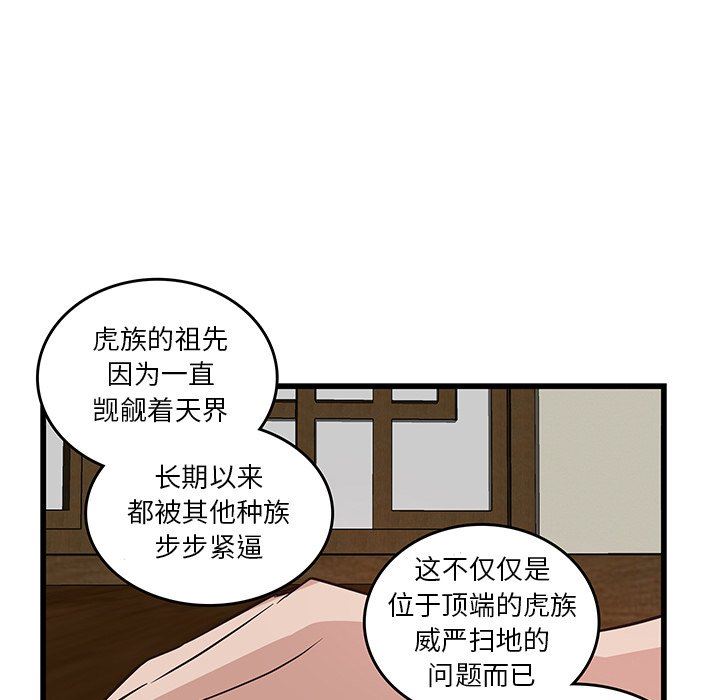 虎族的祖先
因为一直
觊觎着天界
长期以来
都被其他种族
步步紧逼
这不仅仅是
位于顶端的虎族
威严扫地的
问题而已